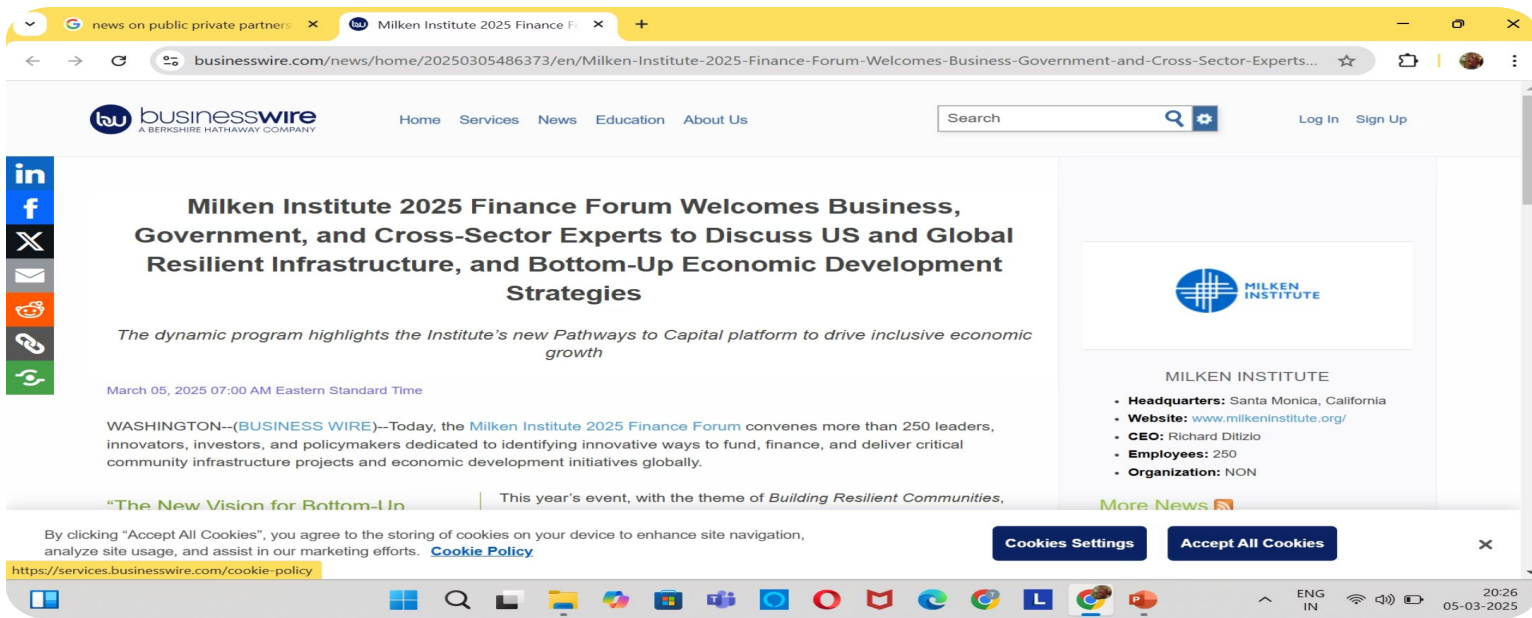 news on public private partners
Milken Institute 2025 Finance Fo
businesswire.com/news/home/20250305486373/en/Milken-Institute-2025-Finance-Forum-Welcomes-Business-Government-and-Cross-Sector-Experts...
businesswire
A BERKSHIRE HATHAWAY COMPANY
Home Services News Education About Us
Search
Log In Sign Up
Milken Institute 2025 Finance Forum Welcomes Business,
Government, and Cross-Sector Experts to Discuss US and Global
Resilient Infrastructure, and Bottom-Up Economic Development
Strategies
The dynamic program highlights the Institute's new Pathways to Capital platform to drive inclusive economic
growth
March 05, 2025 07:00 AM Eastern Standard Time
WASHINGTON--(BUSINESS WIRE)--Today, the Milken Institute 2025 Finance Forum convenes more than 250 leaders,
innovators, investors, and policymakers dedicated to identifying innovative ways to fund, finance, and deliver critical
community infrastructure projects and economic development initiatives globally.
"The New Vision for Bottom-Up
This year's event, with the theme of Building Resilient Communities,
MILKEN
INSTITUTE
MILKEN INSTITUTE
• Headquarters: Santa Monica, California
• Website: www.milkeninstitute.org/
• CEO: Richard Ditizio
• Employees: 250
• Organization: NON
More News
By clicking “Accept All Cookies”, you agree to the storing of cookies on your device to enhance site navigation,
analyze site usage, and assist in our marketing efforts. Cookie Policy
Cookies Settings
Accept All Cookies
https://services.businesswire.com/cookie-policy
ENG
IN
20:26
05-03-2025